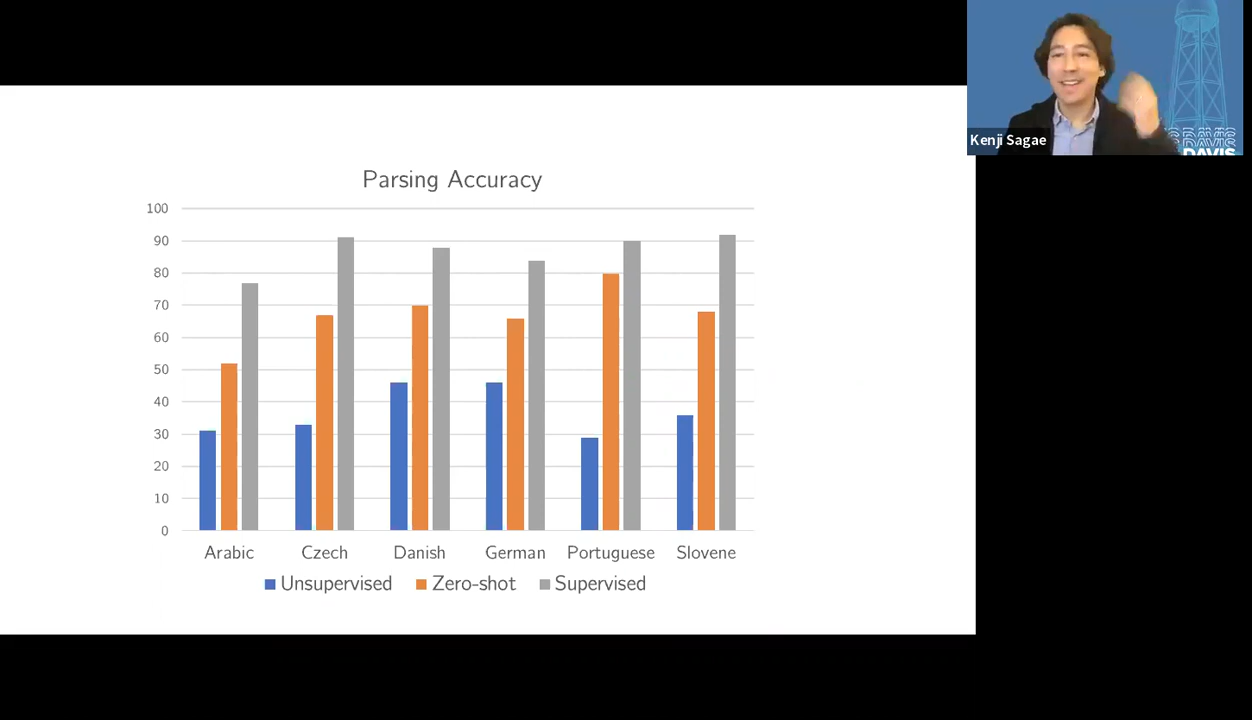 Kenji Sagae
DAVIS
Parsing Accuracy
100
90
80
70
60
50
40
30
20
10
0
Arabic Czech Danish German Portuguese Slovene
Unsupervised Zero-shot Supervised